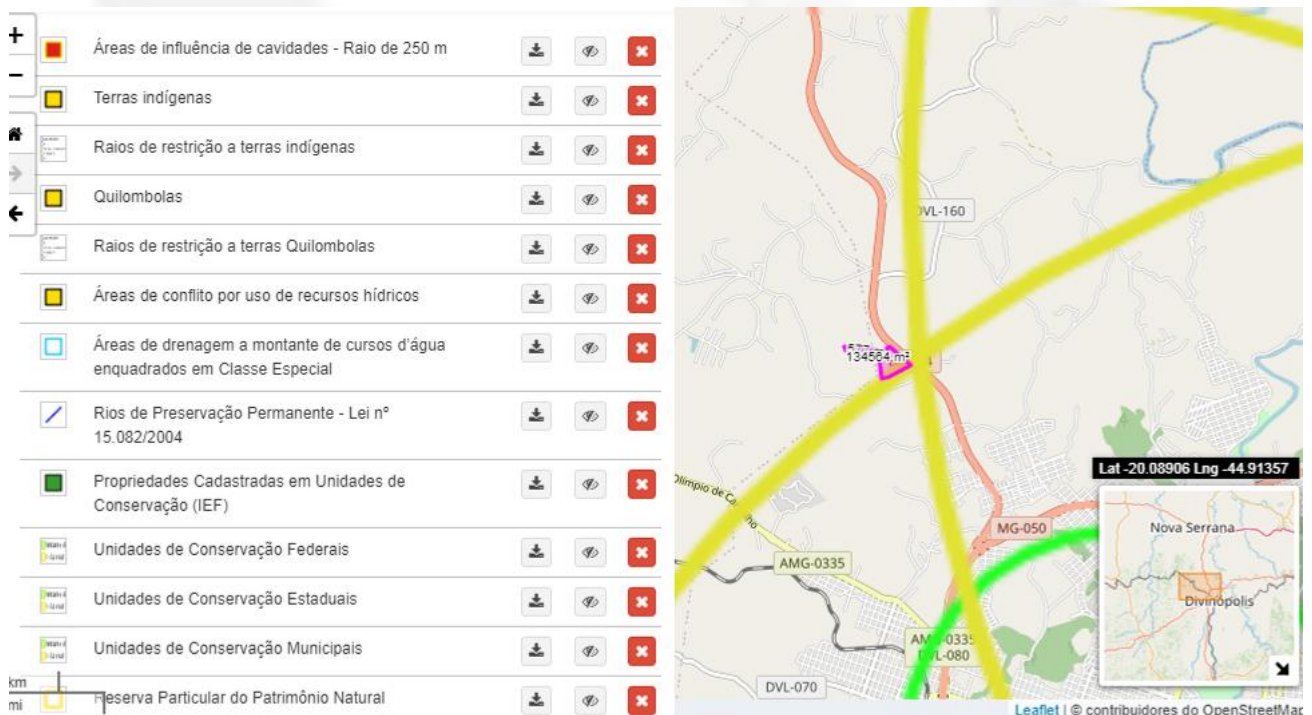 Áreas de influência de cavidades - Raio de 250 m
Terras indígenas
Raios de restrição a terras indígenas
Quilombolas
Raios de restrição a terras Quilombolas
Áreas de conflito por uso de recursos hídricos
Áreas de drenagem a montante de cursos d'água
enquadrados em Classe Especial
Rios de Preservação Permanente - Lei nº
15.082/2004
Propriedades Cadastradas em Unidades de
Conservação (IEF)
Unidades de Conservação Federais
Unidades de Conservação Estaduais
Unidades de Conservação Municipais
km
mi
Reserva Particular do Patrimônio Natural
DVL-160
134564 m²
Lat -20.08906 Lng -44.91357
Olímpio de
MG-050
Nova Serrana
AMG-0335
Divinópolis
DVL-080
DVL-070
Leaflet | © contribuidores do OpenStreetMap